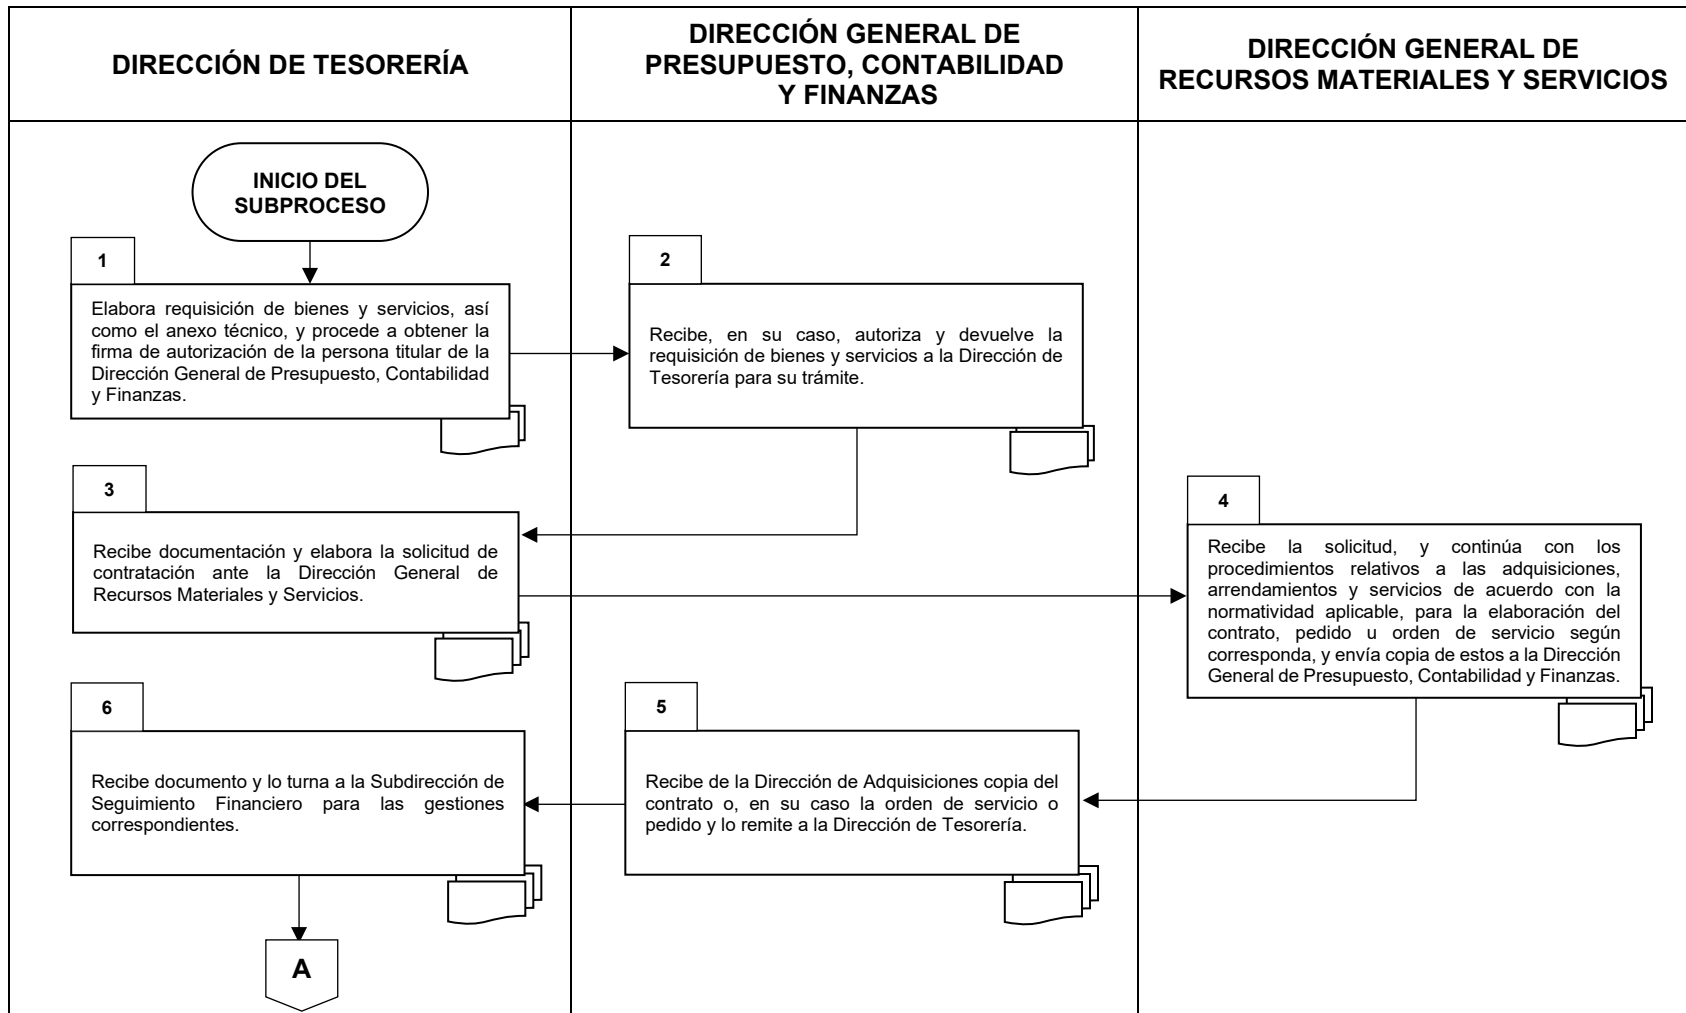 DIRECCIÓN DE TESORERÍA
DIRECCIÓN GENERAL DE
PRESUPUESTO, CONTABILIDAD
Y FINANZAS
DIRECCIÓN GENERAL DE
RECURSOS MATERIALES Y SERVICIOS
INICIO DEL
SUBPROCESO
1
Elabora requisición de bienes y servicios, así
como el anexo técnico, y procede a obtener la
firma de autorización de la persona titular de la
Dirección General de Presupuesto, Contabilidad
y Finanzas.
2
Recibe, en su caso, autoriza y devuelve la
requisición de bienes y servicios a la Dirección de
Tesorería para su trámite.
3
Recibe documentación y elabora la solicitud de
contratación ante la Dirección General de
Recursos Materiales y Servicios.
4
Recibe la solicitud, y continúa con los
procedimientos relativos a las adquisiciones,
arrendamientos y servicios de acuerdo con la
normatividad aplicable, para la elaboración del
contrato, pedido u orden de servicio según
corresponda, y envía copia de estos a la Dirección
General de Presupuesto, Contabilidad y Finanzas.
5
Recibe de la Dirección de Adquisiciones copia del
contrato o, en su caso la orden de servicio o
pedido y lo remite a la Dirección de Tesorería.
6
Recibe documento y lo turna a la Subdirección de
Seguimiento Financiero para las gestiones
correspondientes.
A